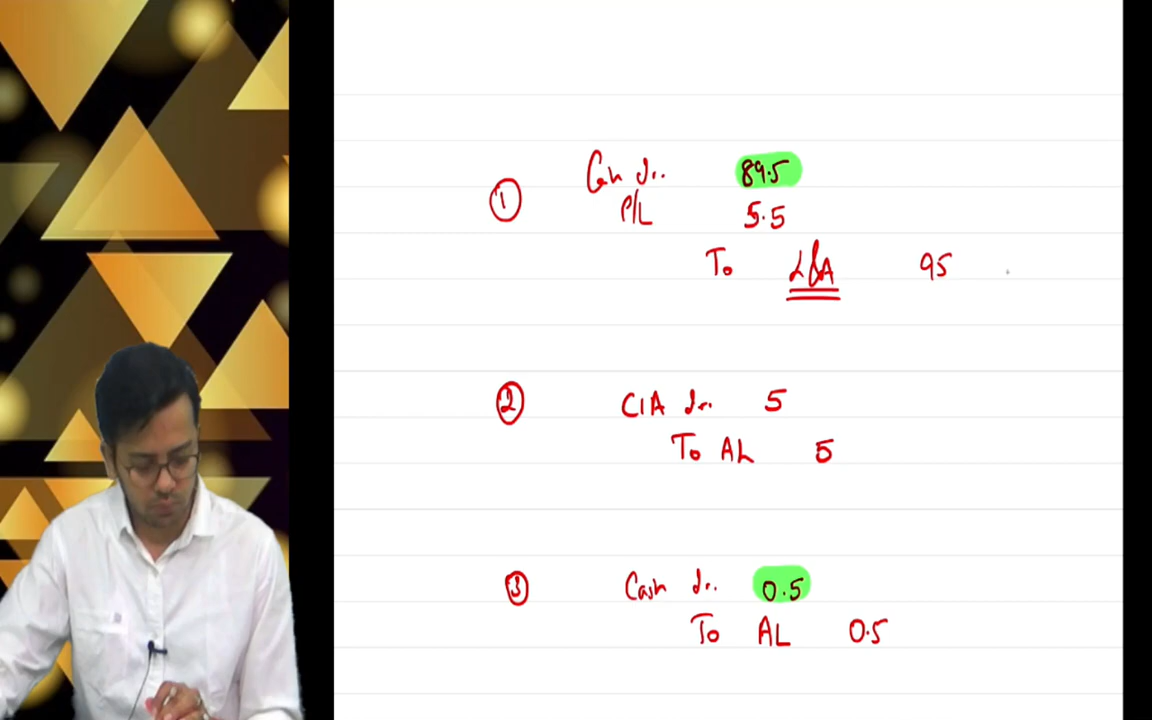 ① Cash dr. 89.5
P/L 5.5
To L&A 95
② CIA dr. 5
To AL 5
③ Cash dr. 0.5
To AL 0.5